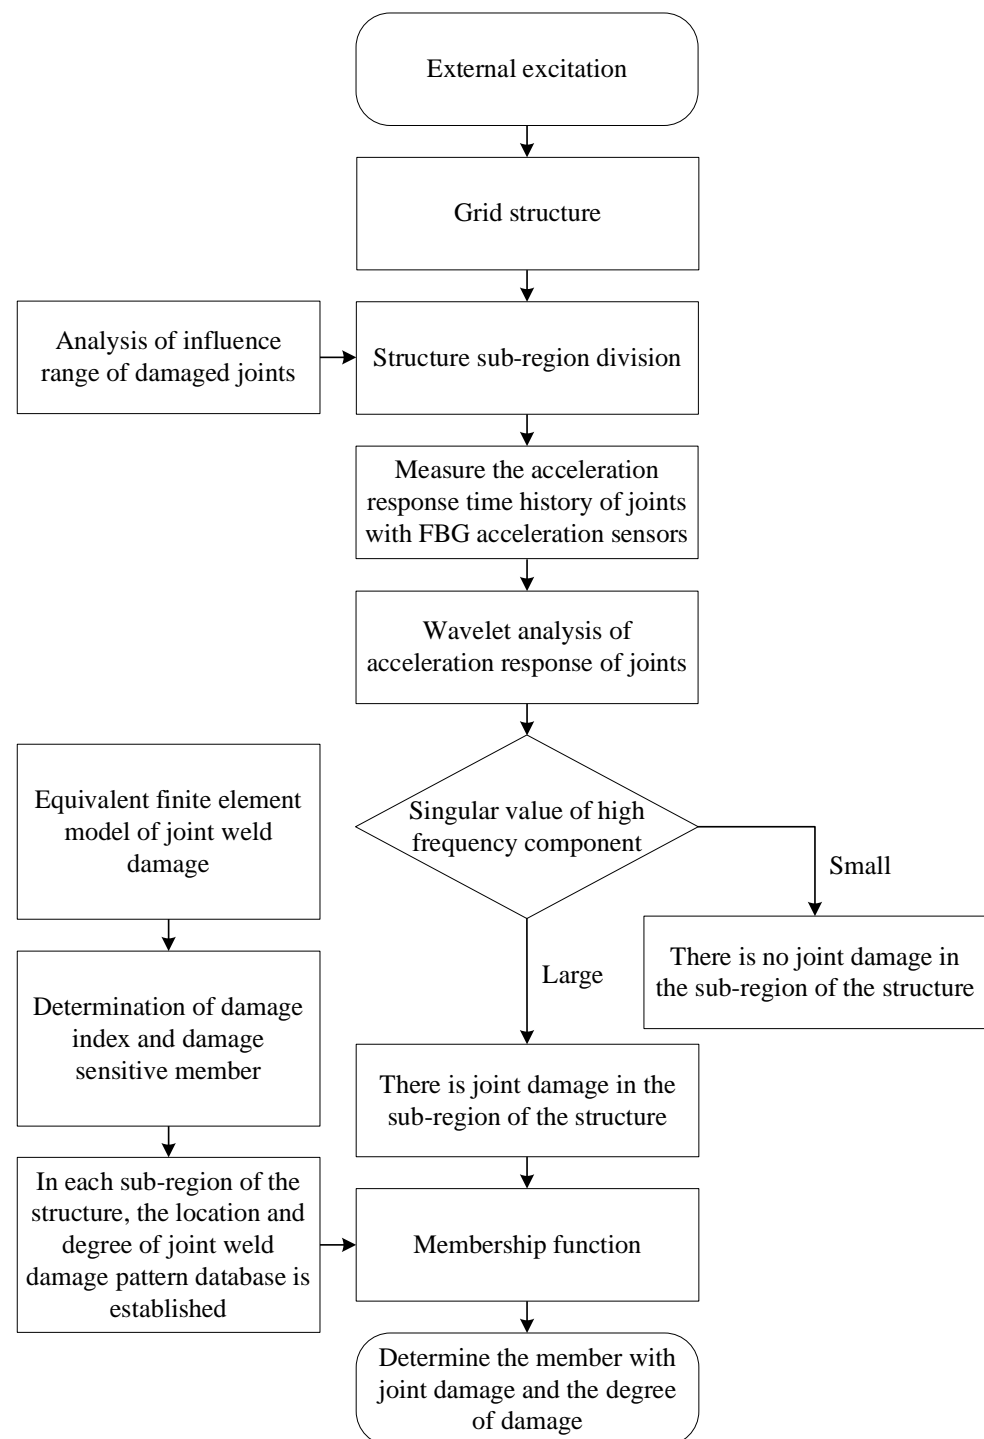 External excitation
Grid structure
Analysis of influence
range of damaged joints
Structure sub-region division
Measure the acceleration
response time history of joints
with FBG acceleration sensors
Wavelet analysis of
acceleration response of joints
Singular value of high
frequency component
Small
There is no joint damage in
the sub-region of the structure
Large
Equivalent finite element
model of joint weld
damage
Determination of damage
index and damage
sensitive member
There is joint damage in the
sub-region of the structure
In each sub-region of the
structure, the location and
degree of joint weld
damage pattern database is
established
Membership function
Determine the member with
joint damage and the degree
of damage